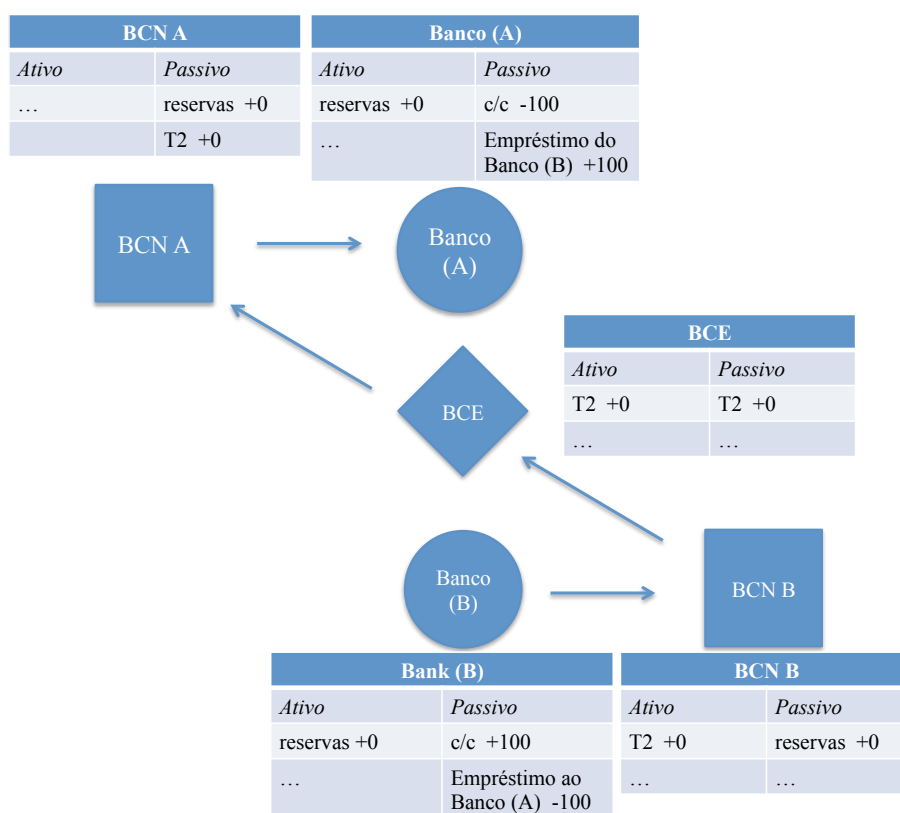 BCN A
Ativo Passivo
… reservas +0
T2 +0
Banco (A)
Ativo Passivo
reservas +0 c/c -100
… Empréstimo do
Banco (B) +100
BCN A
Banco
(A)
BCE
Ativo Passivo
T2 +0 T2 +0
… …
BCE
Banco
(B)
BCN B
Bank (B)
Ativo Passivo
reservas +0 c/c +100
… Empréstimo ao
Banco (A) -100
BCN B
Ativo Passivo
T2 +0 reservas +0
… …